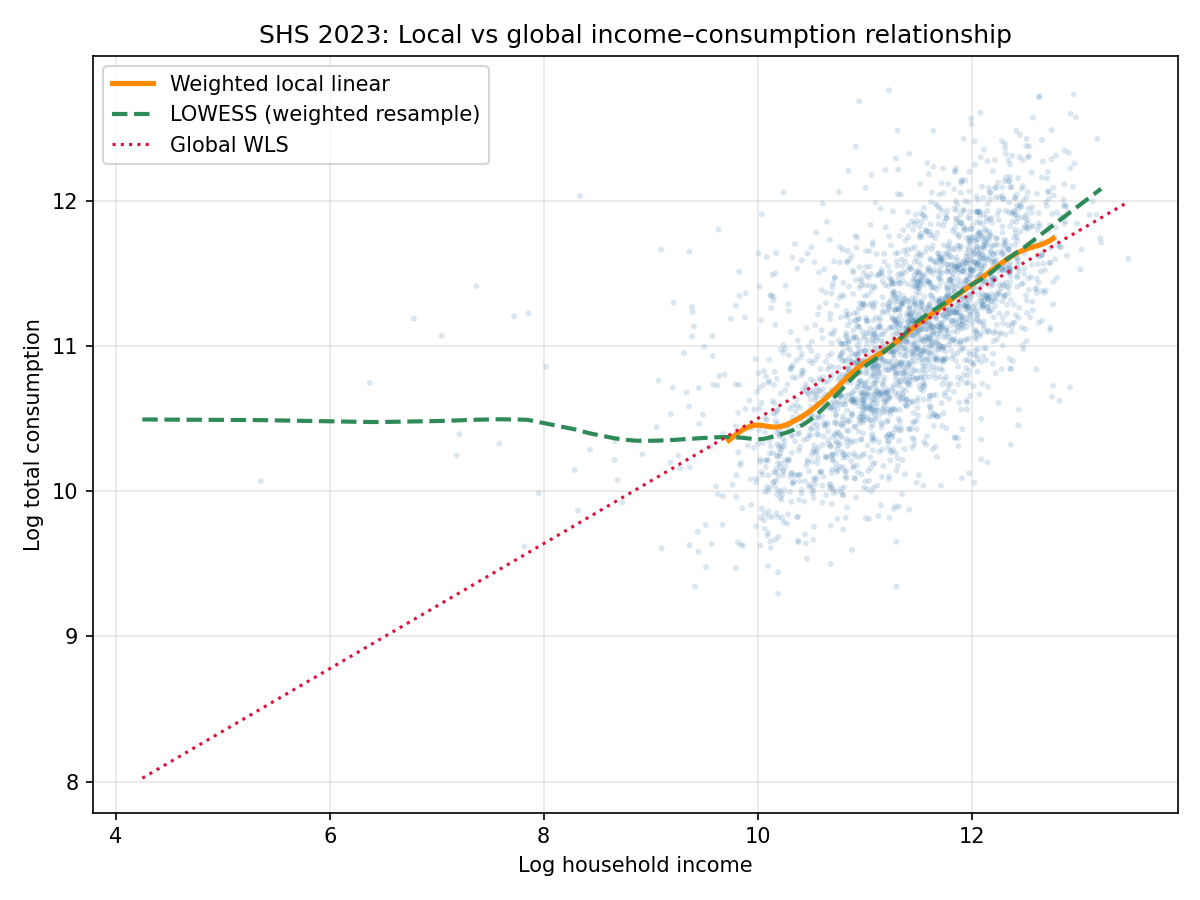 SHS 2023: Local vs global income–consumption relationship
Weighted local linear
LOWESS (weighted resample)
Global WLS
Log total consumption
12
11
10
9
8
4 6 8 10 12
Log household income